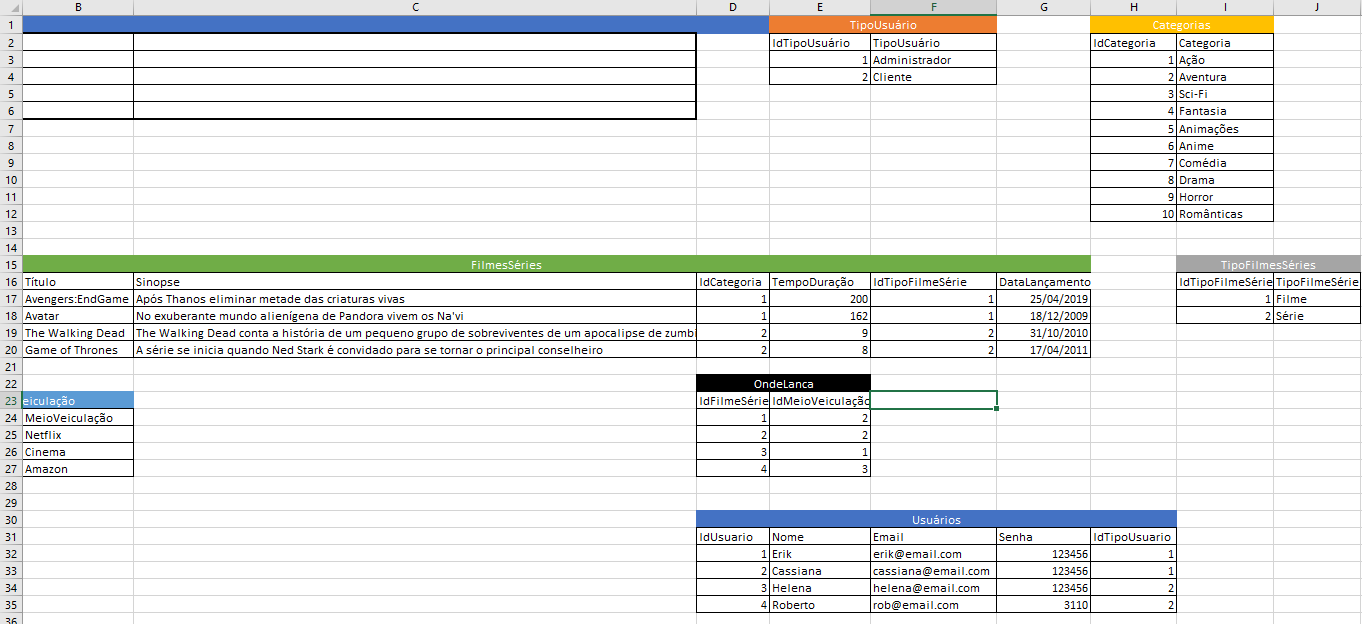 B C D E F G H I J
1 TipoUsuário Categorias
2 IdTipoUsuário TipoUsuário IdCategoria Categoria
3 1 Administrador 1 Ação
4 2 Cliente 2 Aventura
5 3 Sci-Fi
6 4 Fantasia
7 5 Animações
8 6 Anime
9 7 Comédia
10 8 Drama
11 9 Horror
12 10 Românticas
13
14
15 FilmesSéries TipoFilmesSéries
16 Título Sinopse IdCategoria TempoDuração IdTipoFilmeSérie DataLançamento IdTipoFilmeSérie TipoFilmeSérie
17 Avengers:EndGame Após Thanos eliminar metade das criaturas vivas 1 200 1 25/04/2019 1 Filme
18 Avatar No exuberante mundo alienígena de Pandora vivem os Na'vi 1 162 1 18/12/2009 2 Série
19 The Walking Dead The Walking Dead conta a história de um pequeno grupo de sobreviventes de um apocalipse de zumbi 2 9 2 31/10/2010
20 Game of Thrones A série se inicia quando Ned Stark é convidado para se tornar o principal conselheiro 2 8 2 17/04/2011
21
22 OndeLanca
23 eiculação IdFilmeSérie IdMeioVeiculação
24 MeioVeiculação 1 2
25 Netflix 2 2
26 Cinema 3 1
27 Amazon 4 3
28
29
30 Usuários
31 IdUsuario Nome Email Senha IdTipoUsuario
32 1 Erik erik@email.com 123456 1
33 2 Cassiana cassiana@email.com 123456 1
34 3 Helena helena@email.com 123456 2
35 4 Roberto rob@email.com 3110 2
36